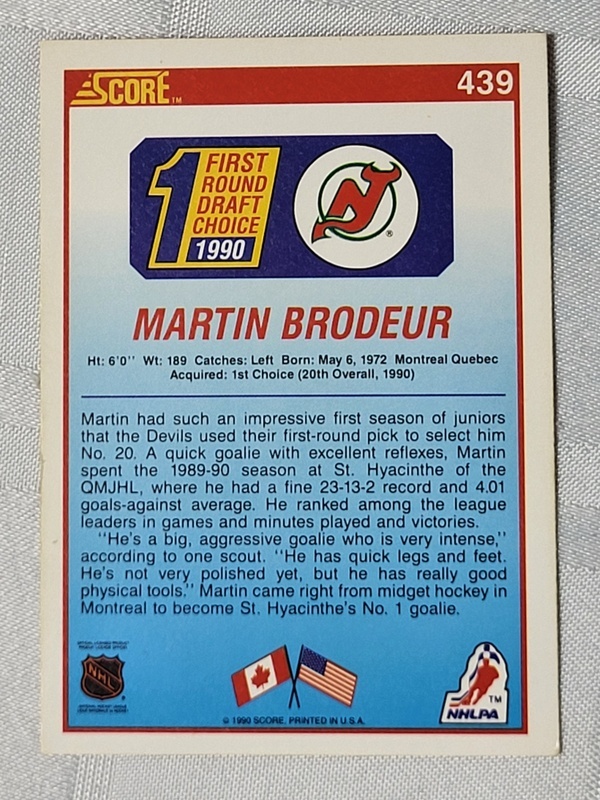 SCORE™
439
1 FIRST
ROUND
DRAFT
CHOICE
1990
NJ ®
MARTIN BRODEUR
Ht: 6'0'' Wt: 189 Catches: Left Born: May 6, 1972 Montreal Quebec
Acquired: 1st Choice (20th Overall, 1990)
Martin had such an impressive first season of juniors
that the Devils used their first-round pick to select him
No. 20. A quick goalie with excellent reflexes, Martin
spent the 1989-90 season at St. Hyacinthe of the
QMJHL, where he had a fine 23-13-2 record and 4.01
goals-against average. He ranked among the league
leaders in games and minutes played and victories.
''He's a big, aggressive goalie who is very intense,''
according to one scout. ''He has quick legs and feet.
He's not very polished yet, but he has really good
physical tools.'' Martin came right from midget hockey in
Montreal to become St. Hyacinthe's No. 1 goalie.
NHL
®
TM
NHLPA
© 1990 SCORE, PRINTED IN U.S.A.